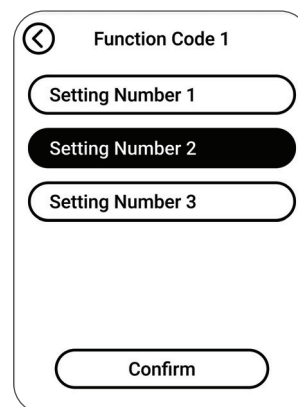 Function Code 1
Setting Number 1
Setting Number 2
Setting Number 3
Confirm